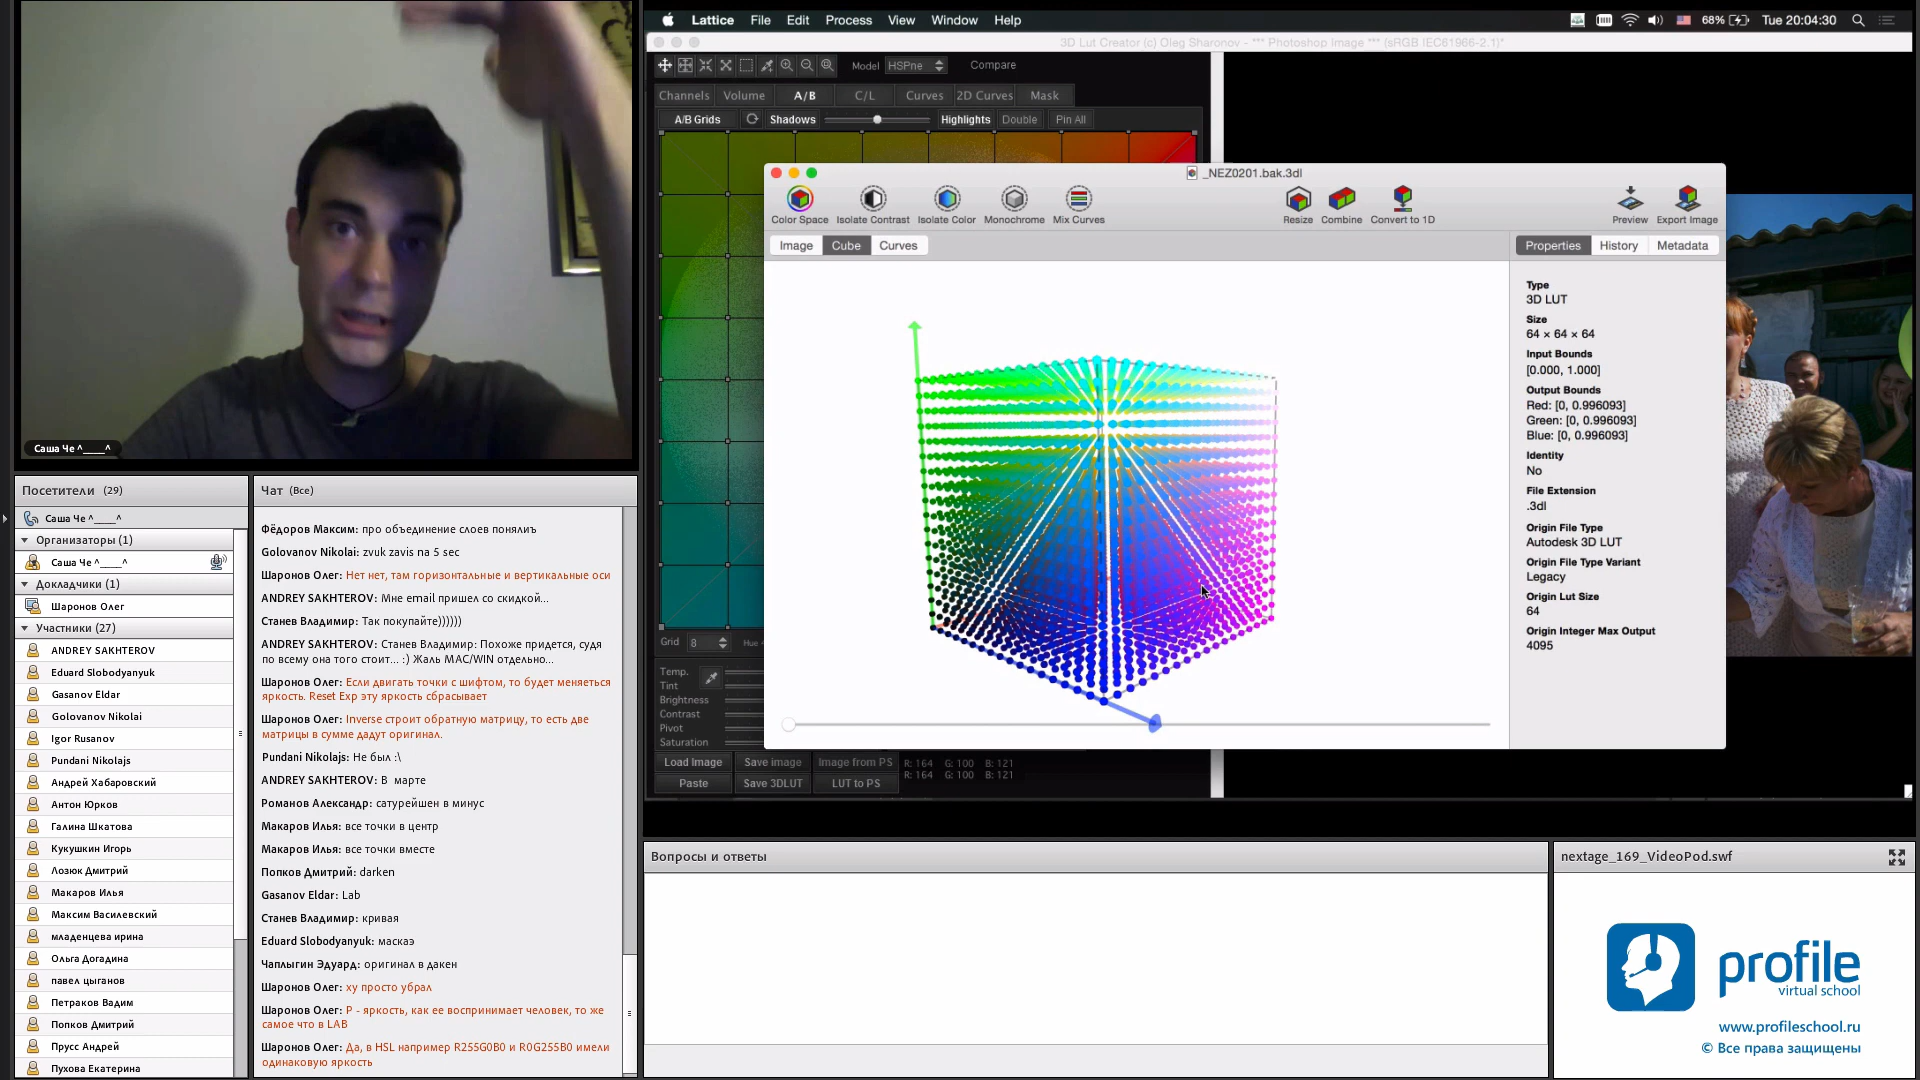 Саша Че ^____^
Lattice File Edit Process View Window Help
68% Tue 20:04:30
3D Lut Creator (c) Oleg Sharonov - *** Photoshop Image *** (sRGB IEC61966-2.1)*
Model HSPne Compare
Channels Volume A/B C/L Curves 2D Curves Mask
A/B Grids Shadows Highlights Double Pin All
_NEZ0201.bak.3dl
Color Space Isolate Contrast Isolate Color Monochrome Mix Curves Resize Combine Convert to 1D Preview Export Image
Image Cube Curves
Properties History Metadata
Type
3D LUT
Size
64 × 64 × 64
Input Bounds
[0.000, 1.000]
Output Bounds
Red: [0, 0.996093]
Green: [0, 0.996093]
Blue: [0, 0.996093]
Identity
No
File Extension
.3dl
Origin File Type
Autodesk 3D LUT
Origin File Type Variant
Legacy
Origin Lut Size
64
Origin Integer Max Output
4095
Grid 8 Hue
Temp.
Tint
Brightness
Contrast
Pivot
Saturation
Load Image Save image Image from PS R: 164 G: 100 B: 121
R: 164 G: 100 B: 121
Paste Save 3DLUT LUT to PS
Посетители (29)
Саша Че ^____^
Организаторы (1)
Саша Че ^____^
Докладчики (1)
Шаронов Олег
Участники (27)
ANDREY SAKHTEROV
Eduard Slobodyanyuk
Gasanov Eldar
Golovanov Nikolai
Igor Rusanov
Pundani Nikolajs
Андрей Хабаровский
Антон Юрков
Галина Шкатова
Кукушкин Игорь
Лозюк Дмитрий
Макаров Илья
Максим Василевский
младенцева ирина
Ольга Догадина
павел цыганов
Петраков Вадим
Попков Дмитрий
Прусс Андрей
Пухова Екатерина
Чат (Все)
Фёдоров Максим: про объединение слоев понялиъ
Golovanov Nikolai: zvuk zavis na 5 sec
Шаронов Олег: Нет нет, там горизонтальные и вертикальные оси
ANDREY SAKHTEROV: Мне email пришел со скидкой...
Станев Владимир: Так покупайте))))))
ANDREY SAKHTEROV: Станев Владимир: Похоже придется, судя
по всему она того стоит... :) Жаль MAC/WIN отдельно...
Шаронов Олег: Если двигать точки с шифтом, то будет меняеться
яркость. Reset Exp эту яркость сбрасывает
Шаронов Олег: Inverse строит обратную матрицу, то есть две
матрицы в сумме дадут оригинал.
Pundani Nikolajs: Не был :\
ANDREY SAKHTEROV: В марте
Романов Александр: сатурейшен в минус
Макаров Илья: все точки в центр
Макаров Илья: все точки вместе
Попков Дмитрий: darken
Gasanov Eldar: Lab
Станев Владимир: кривая
Eduard Slobodyanyuk: маскаэ
Чаплыгин Эдуард: оригинал в дакен
Шаронов Олег: ху просто убрал
Шаронов Олег: P - яркость, как ее воспринимает человек, то же
самое что в LAB
Шаронов Олег: Да, в HSL например R255G0B0 и R0G255B0 имели
одинаковую яркость
Вопросы и ответы
nextage_169_VideoPod.swf
profile
virtual school
www.profileschool.ru
© Все права защищены